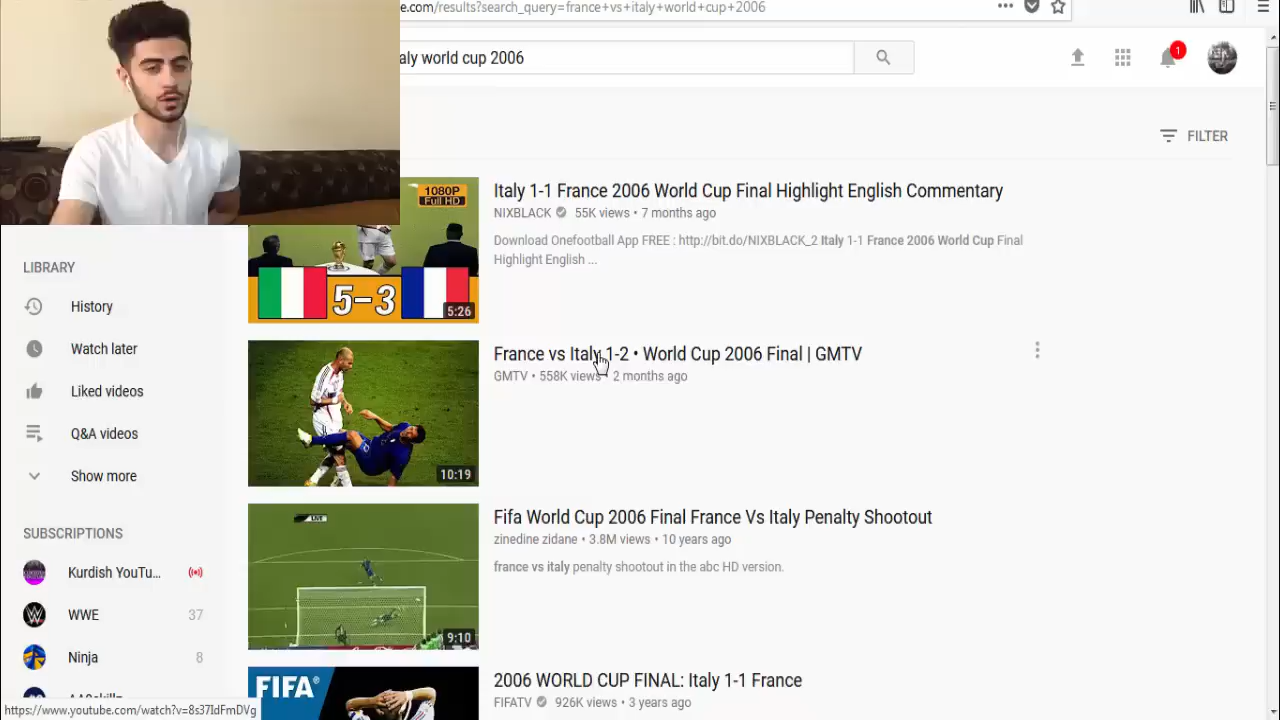 e.com/results?search_query=france+vs+italy+world+cup+2006
aly world cup 2006
1
FILTER
1080P
Full HD
5-3
5:26
Italy 1-1 France 2006 World Cup Final Highlight English Commentary
NIXBLACK 55K views • 7 months ago
Download Onefootball App FREE : http://bit.do/NIXBLACK_2 Italy 1-1 France 2006 World Cup Final
Highlight English ...
LIBRARY
History
Watch later
Liked videos
Q&A videos
Show more
10:19
France vs Italy 1-2 • World Cup 2006 Final | GMTV
GMTV • 558K views • 2 months ago
LIVE
9:10
Fifa World Cup 2006 Final France Vs Italy Penalty Shootout
zinedine zidane • 3.8M views • 10 years ago
france vs italy penalty shootout in the abc HD version.
SUBSCRIPTIONS
Kurdish YouTu...
WWE 37
Ninja 8
FIFA
2006 WORLD CUP FINAL: Italy 1-1 France
FIFATV 926K views • 3 years ago